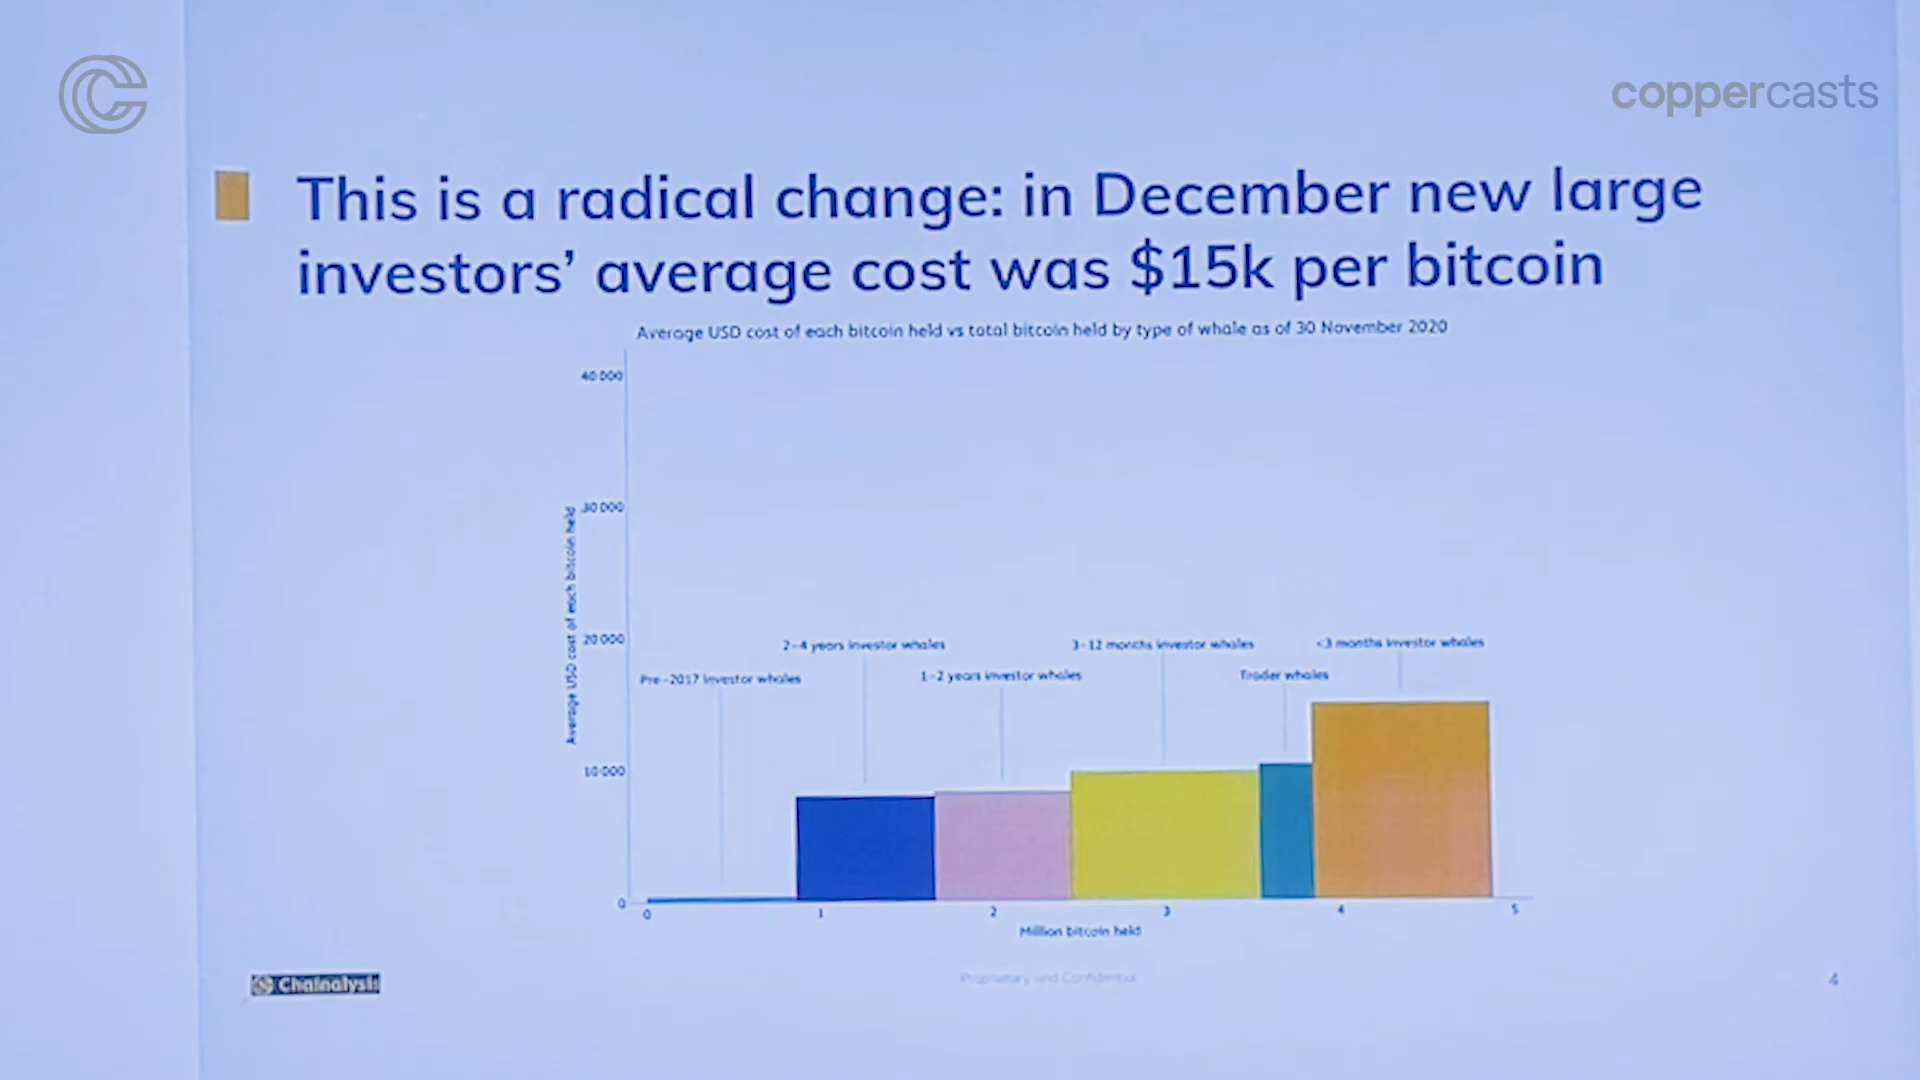 coppercasts
This is a radical change: in December new large
investors’ average cost was $15k per bitcoin
Average USD cost of each bitcoin held vs total bitcoin held by type of whale as of 30 November 2020
40 000
30 000
20 000
10 000
0
Average USD cost of each bitcoin held
2-4 years investor whales
3-12 months investor whales
<3 months investor whales
Pre-2017 investor whales
1-2 years investor whales
Trader whales
0
1
2
3
4
5
Million bitcoin held
Chainalysis
Proprietary and Confidential
4